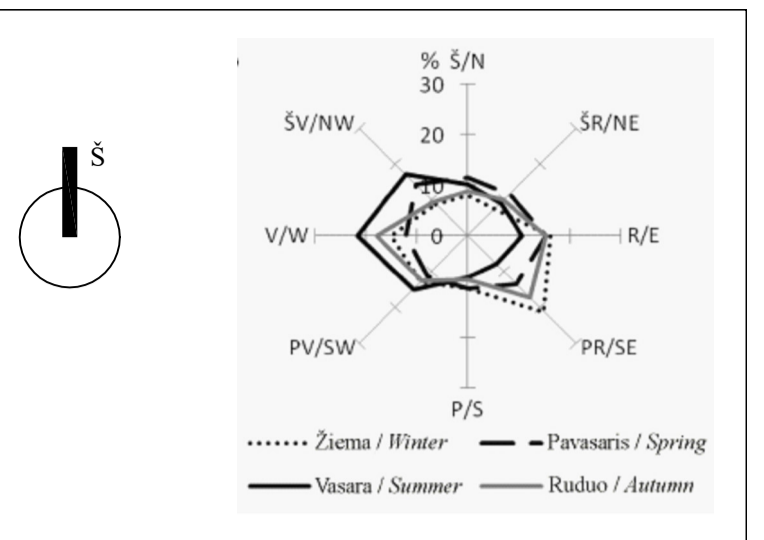 % Š/N
30
ŠV/NW
ŠR/NE
20
Š
10
V/W
0
R/E
PV/SW
PR/SE
P/S
Žiema / Winter
Pavasaris / Spring
Vasara / Summer
Ruduo / Autumn